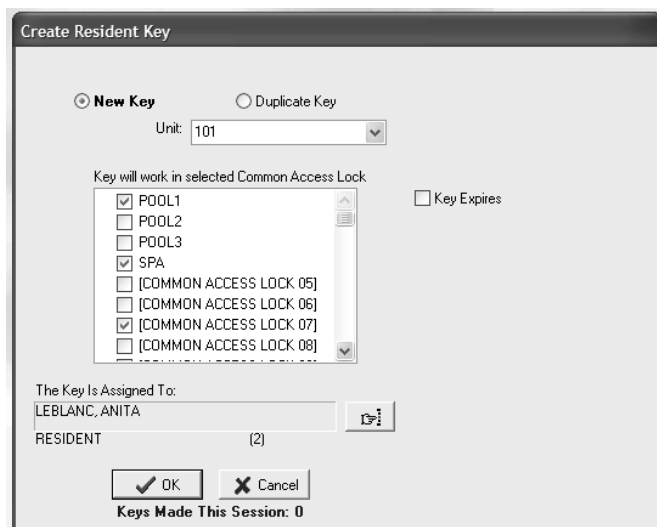 Create Resident Key
New Key Duplicate Key
Unit: 101
Key will work in selected Common Access Lock
POOL1
Key Expires
POOL2
POOL3
SPA
[COMMON ACCESS LOCK 05]
[COMMON ACCESS LOCK 06]
[COMMON ACCESS LOCK 07]
[COMMON ACCESS LOCK 08]
The Key Is Assigned To:
LEBLANC, ANITA
RESIDENT (2)
OK Cancel
Keys Made This Session: 0